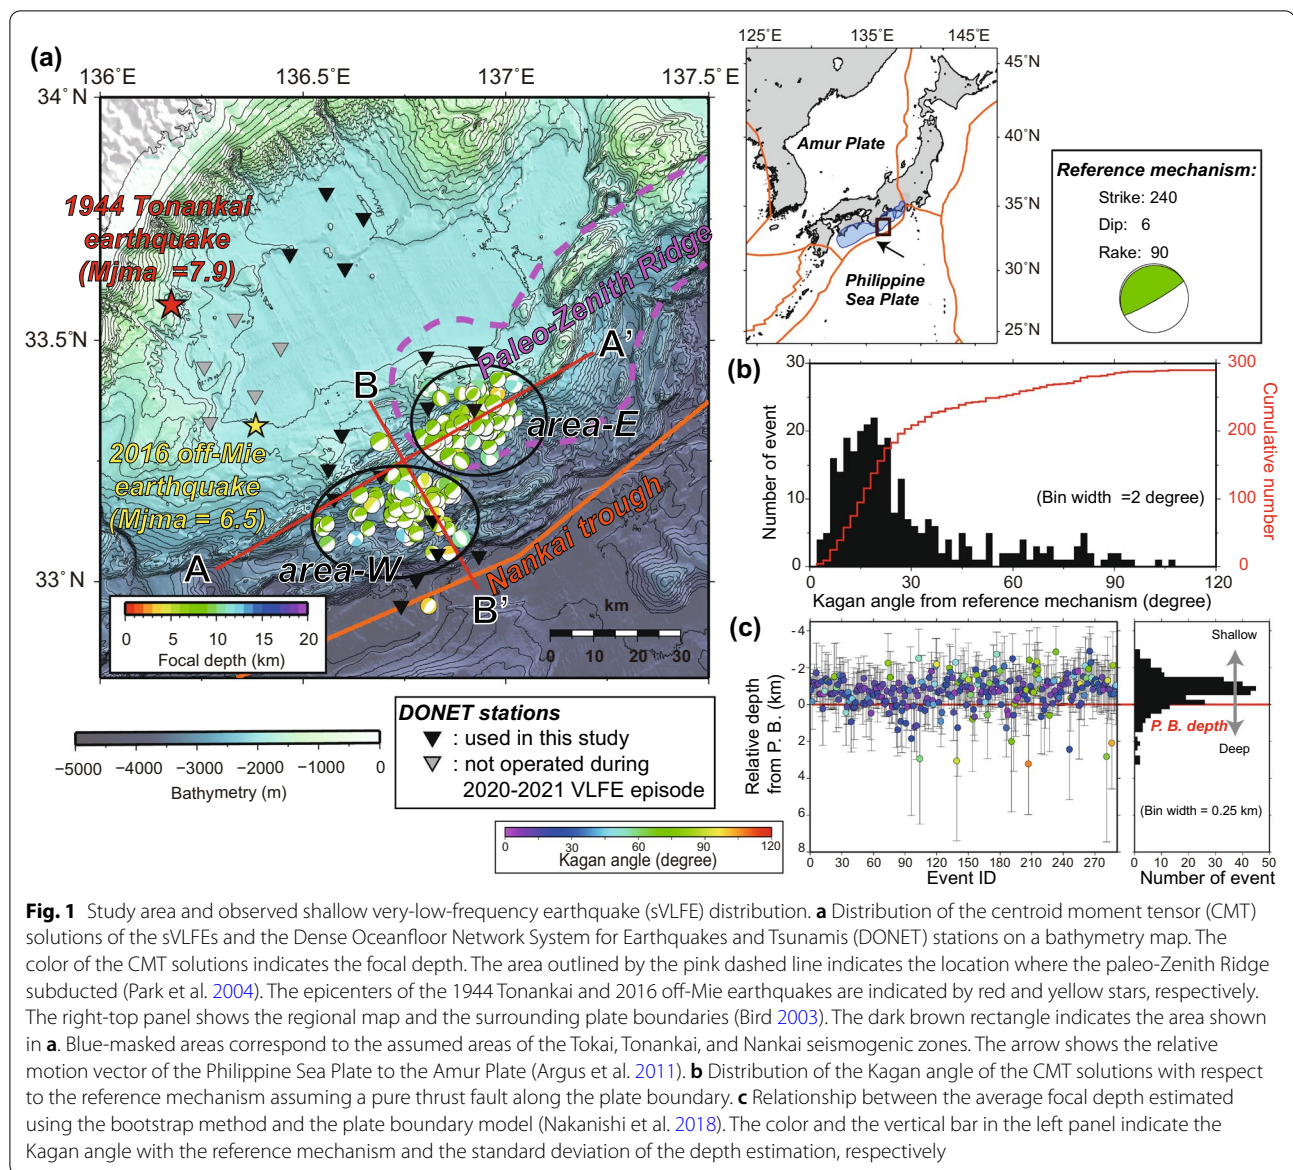 (a)
136°E
136.5°E
137°E
137.5°E
34°N
33.5°N
33°N
1944 Tonankai
earthquake
(Mjma =7.9)
2016 off-Mie
earthquake
(Mjma = 6.5)
Paleo-Zenith Ridge
A'
B
area-E
A
area-W
B'
Nankai trough
0 5 10 15 20
Focal depth (km)
km
0 10 20 30
−5000 −4000 −3000 −2000 −1000 0
Bathymetry (m)
DONET stations
: used in this study
: not operated during
2020-2021 VLFE episode
0 30 60 90 120
Kagan angle (degree)
125°E 135°E 145°E
45°N
40°N
35°N
30°N
25°N
Amur Plate
Philippine
Sea Plate
Reference mechanism:
Strike: 240
Dip: 6
Rake: 90
(b)
30
20
10
0
Number of event
300
200
100
0
Cumulative number
(Bin width =2 degree)
0 30 60 90 120
Kagan angle from reference mechanism (degree)
(c)
−4
−2
0
2
4
6
8
Relative depth
from P. B. (km)
0 30 60 90 120 150 180 210 240 270
Event ID
Shallow
P. B. depth
Deep
(Bin width = 0.25 km)
0 10 20 30 40 50
Number of event
Fig. 1 Study area and observed shallow very-low-frequency earthquake (sVLFE) distribution. a Distribution of the centroid moment tensor (CMT)
solutions of the sVLFEs and the Dense Oceanfloor Network System for Earthquakes and Tsunamis (DONET) stations on a bathymetry map. The
color of the CMT solutions indicates the focal depth. The area outlined by the pink dashed line indicates the location where the paleo-Zenith Ridge
subducted (Park et al. 2004). The epicenters of the 1944 Tonankai and 2016 off-Mie earthquakes are indicated by red and yellow stars, respectively.
The right-top panel shows the regional map and the surrounding plate boundaries (Bird 2003). The dark brown rectangle indicates the area shown
in a. Blue-masked areas correspond to the assumed areas of the Tokai, Tonankai, and Nankai seismogenic zones. The arrow shows the relative
motion vector of the Philippine Sea Plate to the Amur Plate (Argus et al. 2011). b Distribution of the Kagan angle of the CMT solutions with respect
to the reference mechanism assuming a pure thrust fault along the plate boundary. c Relationship between the average focal depth estimated
using the bootstrap method and the plate boundary model (Nakanishi et al. 2018). The color and the vertical bar in the left panel indicate the
Kagan angle with the reference mechanism and the standard deviation of the depth estimation, respectively